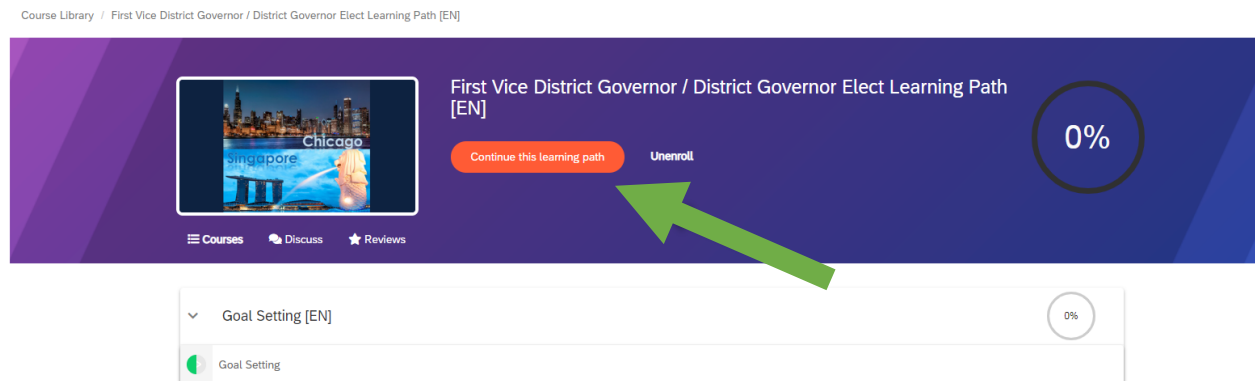 Course Library / First Vice District Governor / District Governor Elect Learning Path [EN]
First Vice District Governor / District Governor Elect Learning Path
[EN]
Continue this learning path
Unenroll
0%
Chicago
Singapore
Courses
Discuss
Reviews
Goal Setting [EN]
0%
Goal Setting